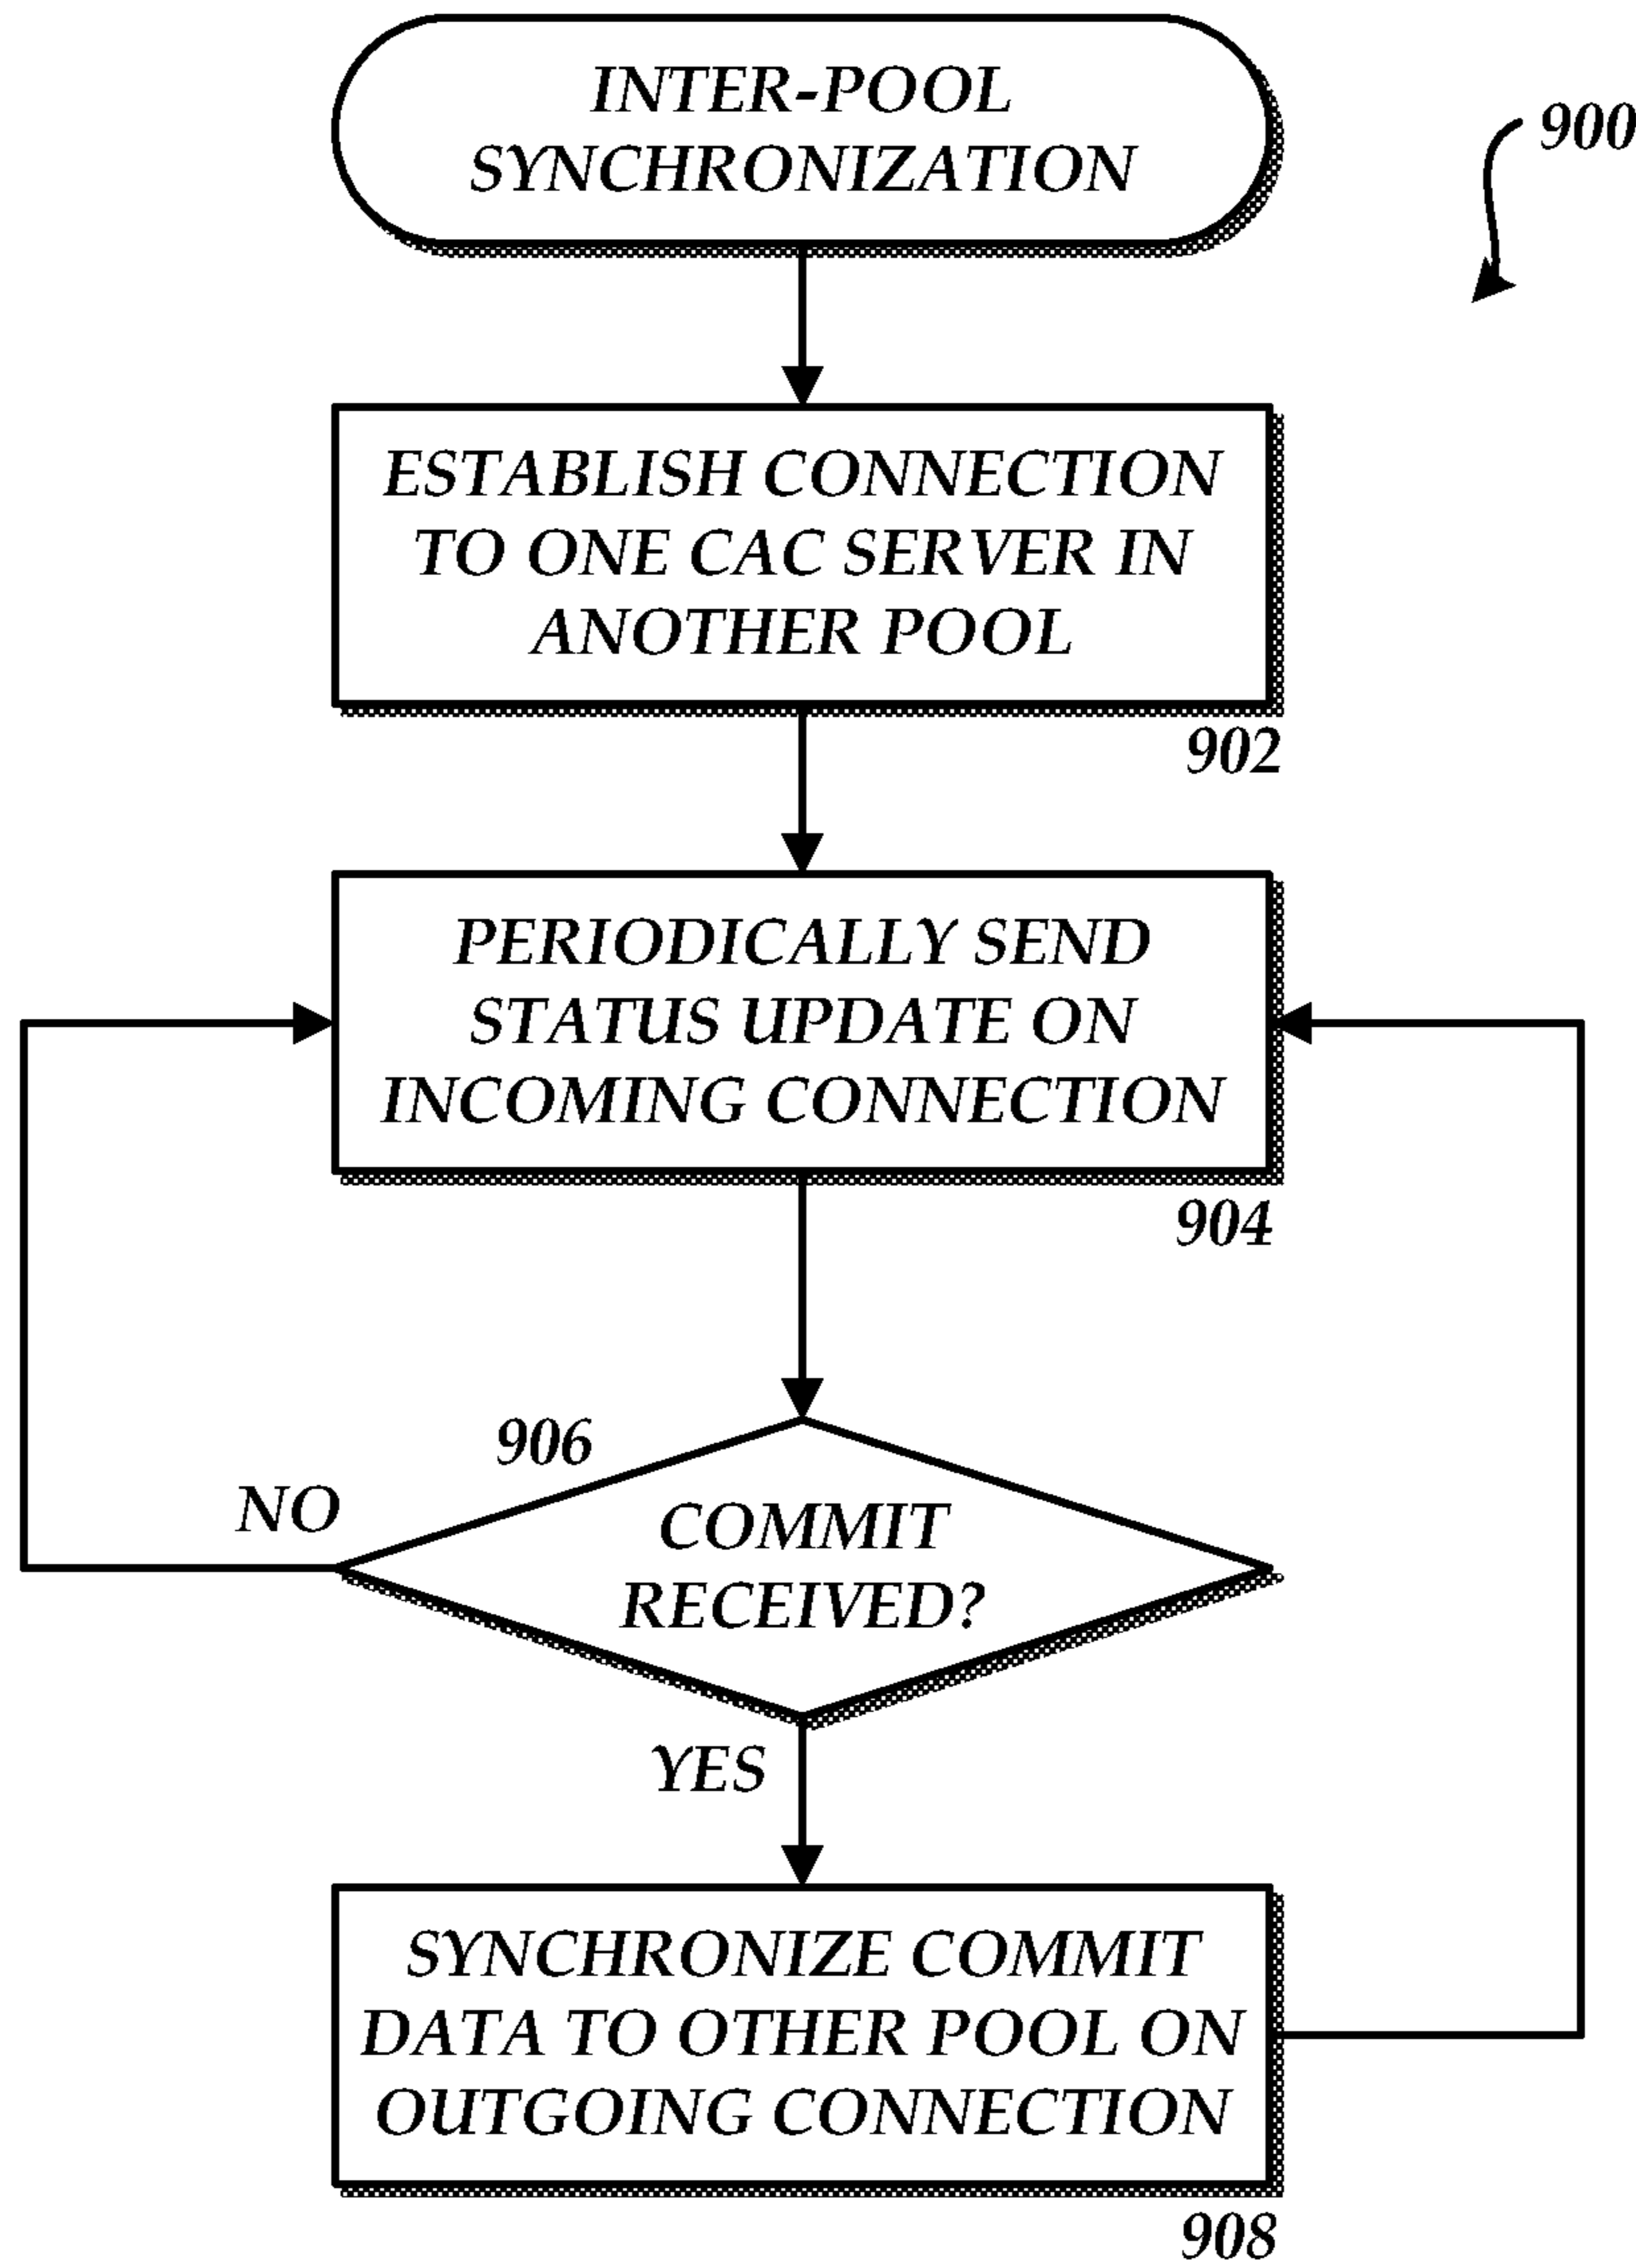 INTER-POOL
SYNCHRONIZATION
900
ESTABLISH CONNECTION
TO ONE CAC SERVER IN
ANOTHER POOL
902
PERIODICALLY SEND
STATUS UPDATE ON
INCOMING CONNECTION
904
906
NO
COMMIT
RECEIVED?
YES
SYNCHRONIZE COMMIT
DATA TO OTHER POOL ON
OUTGOING CONNECTION
908